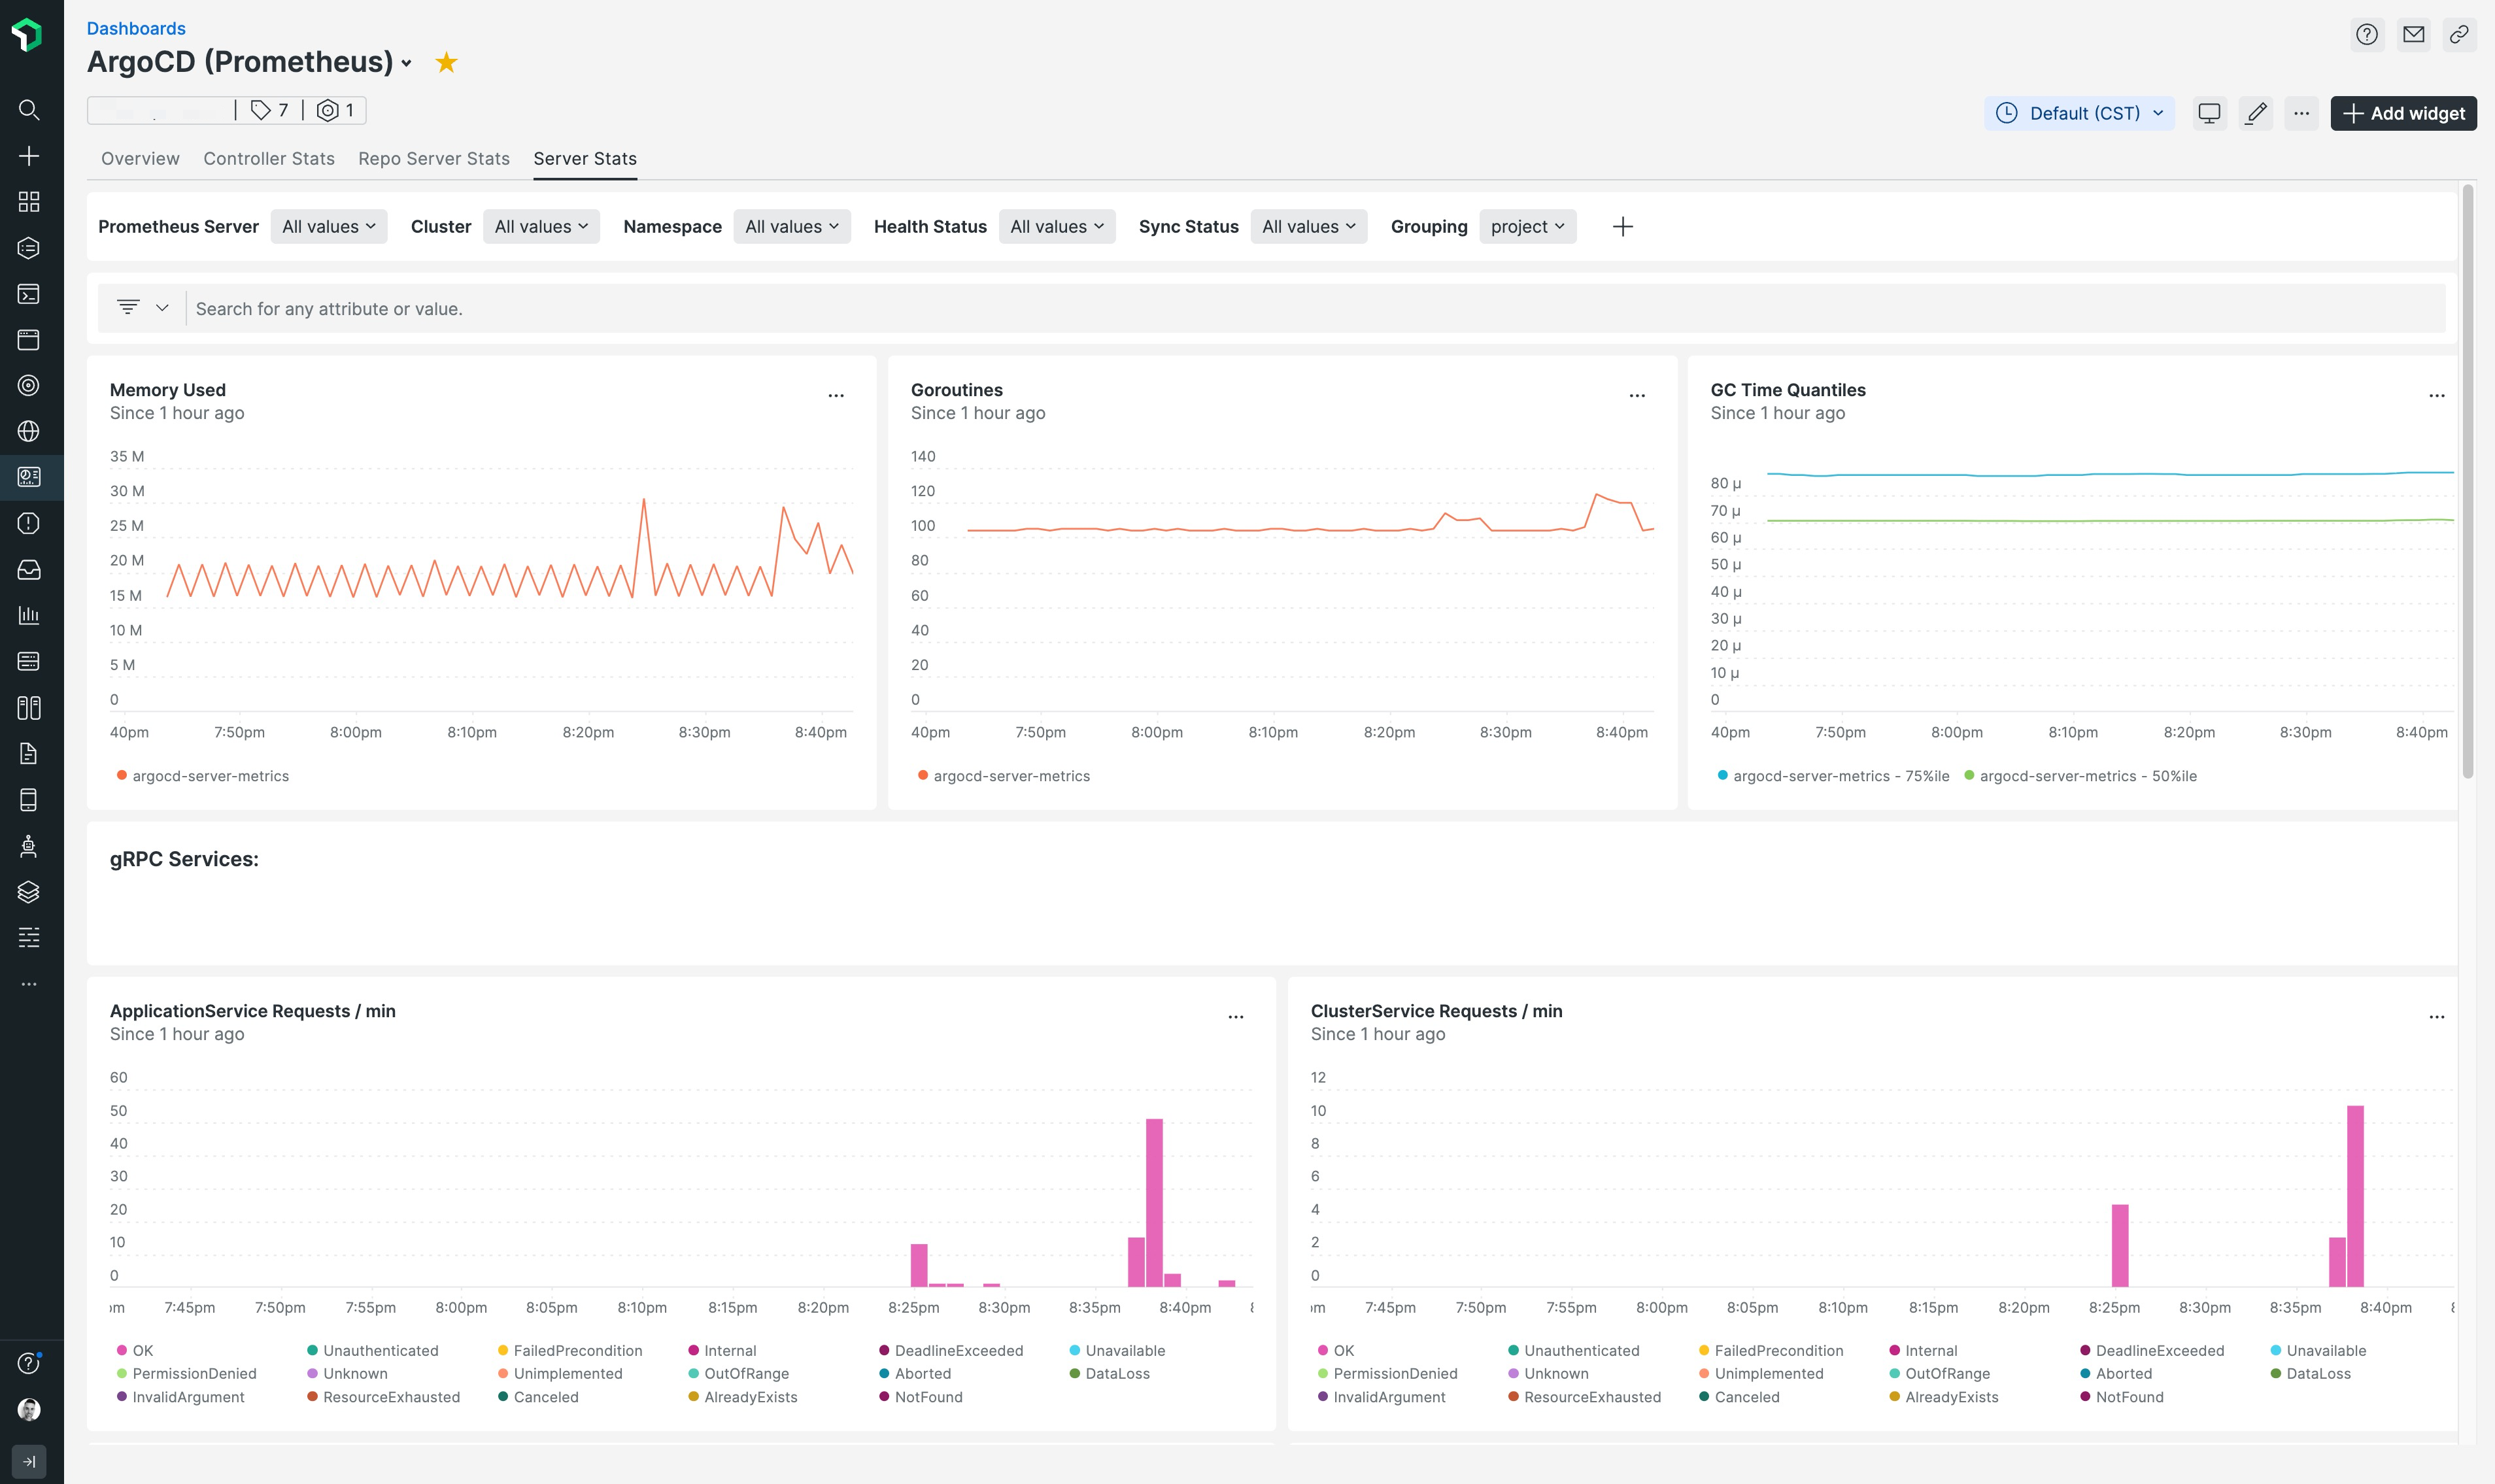 Dashboards
ArgoCD (Prometheus)
7 | 1
Default (CST)
Add widget
Overview Controller Stats Repo Server Stats Server Stats
Prometheus Server All values Cluster All values Namespace All values Health Status All values Sync Status All values Grouping project
Search for any attribute or value.
Memory Used
Since 1 hour ago
35 M
30 M
25 M
20 M
15 M
10 M
5 M
0
40pm 7:50pm 8:00pm 8:10pm 8:20pm 8:30pm 8:40pm
argocd-server-metrics
Goroutines
Since 1 hour ago
140
120
100
80
60
40
20
0
40pm 7:50pm 8:00pm 8:10pm 8:20pm 8:30pm 8:40pm
argocd-server-metrics
GC Time Quantiles
Since 1 hour ago
80 µ
70 µ
60 µ
50 µ
40 µ
30 µ
20 µ
10 µ
0
40pm 7:50pm 8:00pm 8:10pm 8:20pm 8:30pm 8:40pm
argocd-server-metrics - 75%ile argocd-server-metrics - 50%ile
gRPC Services:
ApplicationService Requests / min
Since 1 hour ago
60
50
40
30
20
10
0
pm 7:45pm 7:50pm 7:55pm 8:00pm 8:05pm 8:10pm 8:15pm 8:20pm 8:25pm 8:30pm 8:35pm 8:40pm
OK Unauthenticated FailedPrecondition Internal DeadlineExceeded Unavailable
PermissionDenied Unknown Unimplemented OutOfRange Aborted DataLoss
InvalidArgument ResourceExhausted Canceled AlreadyExists NotFound
ClusterService Requests / min
Since 1 hour ago
12
10
8
6
4
2
0
pm 7:45pm 7:50pm 7:55pm 8:00pm 8:05pm 8:10pm 8:15pm 8:20pm 8:25pm 8:30pm 8:35pm 8:40pm
OK Unauthenticated FailedPrecondition Internal DeadlineExceeded Unavailable
PermissionDenied Unknown Unimplemented OutOfRange Aborted DataLoss
InvalidArgument ResourceExhausted Canceled AlreadyExists NotFound